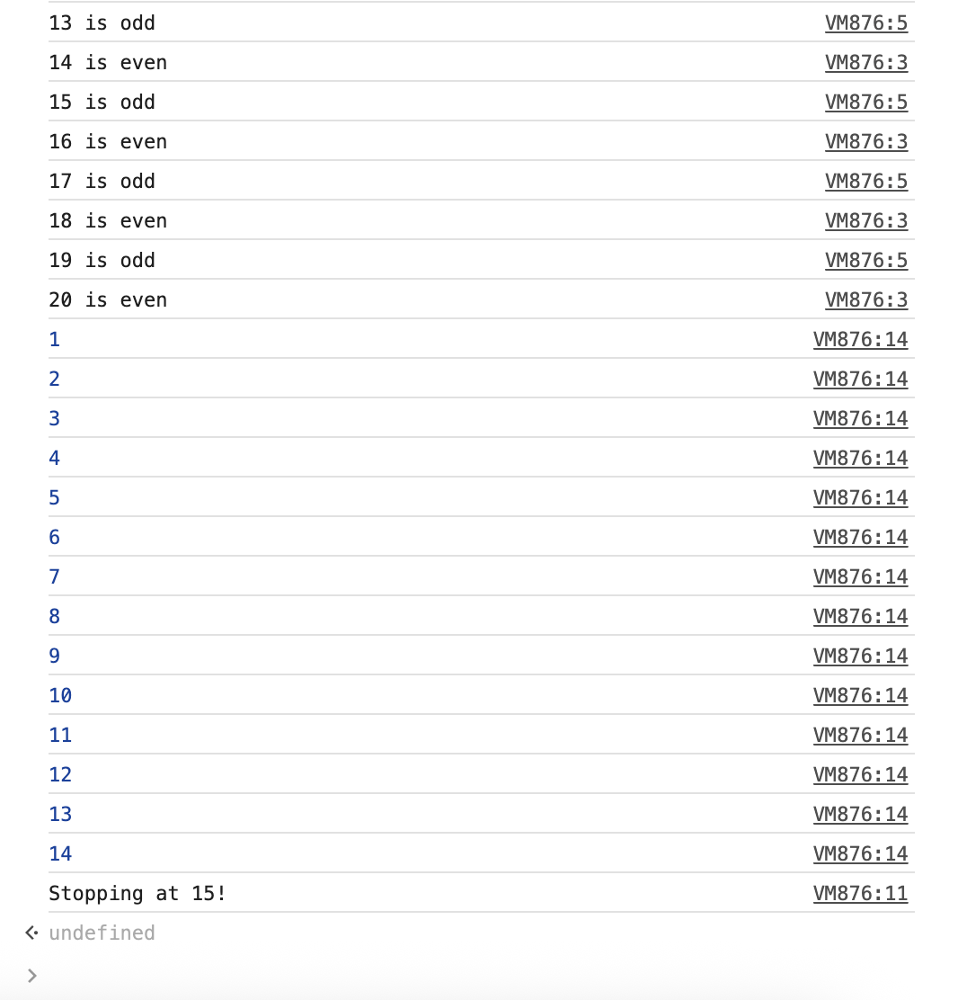 13 is odd VM876:5
14 is even VM876:3
15 is odd VM876:5
16 is even VM876:3
17 is odd VM876:5
18 is even VM876:3
19 is odd VM876:5
20 is even VM876:3
1 VM876:14
2 VM876:14
3 VM876:14
4 VM876:14
5 VM876:14
6 VM876:14
7 VM876:14
8 VM876:14
9 VM876:14
10 VM876:14
11 VM876:14
12 VM876:14
13 VM876:14
14 VM876:14
Stopping at 15! VM876:11
undefined